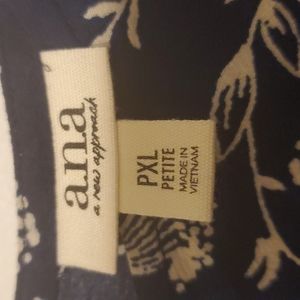 a.n.a
a new approach
PXL
PETITE
MADE IN
VIETNAM